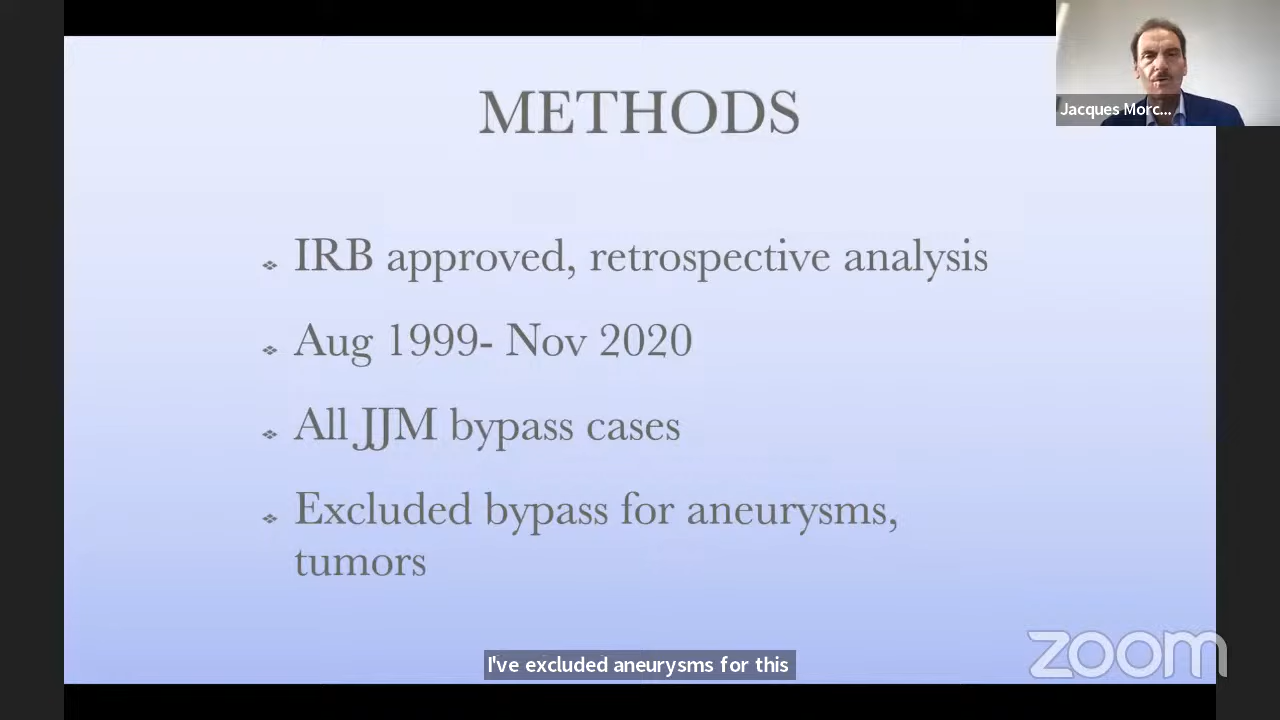 METHODS
Jacques Morc...
IRB approved, retrospective analysis
Aug 1999- Nov 2020
All JJM bypass cases
Excluded bypass for aneurysms,
tumors
I've excluded aneurysms for this
zoom